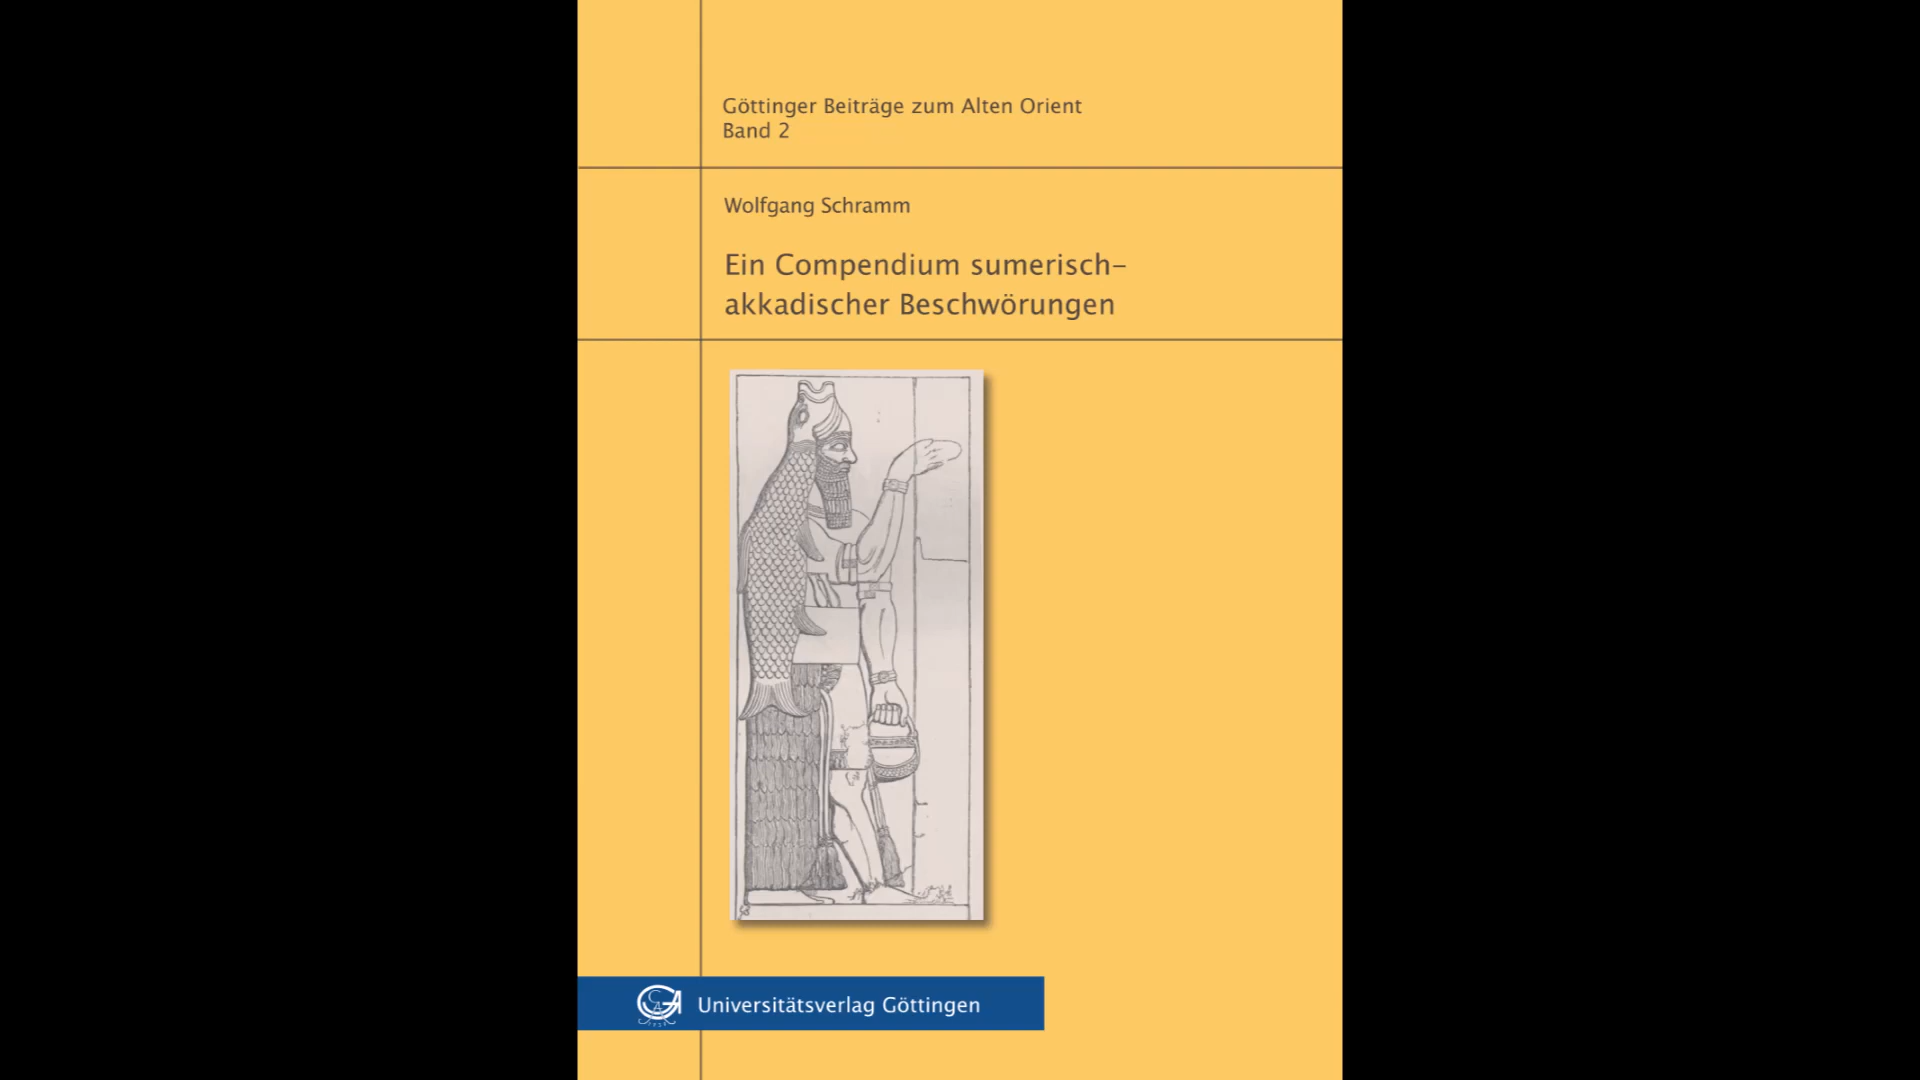 Göttinger Beiträge zum Alten Orient
Band 2
Wolfgang Schramm
Ein Compendium sumerisch-
akkadischer Beschwörungen
Universitätsverlag Göttingen